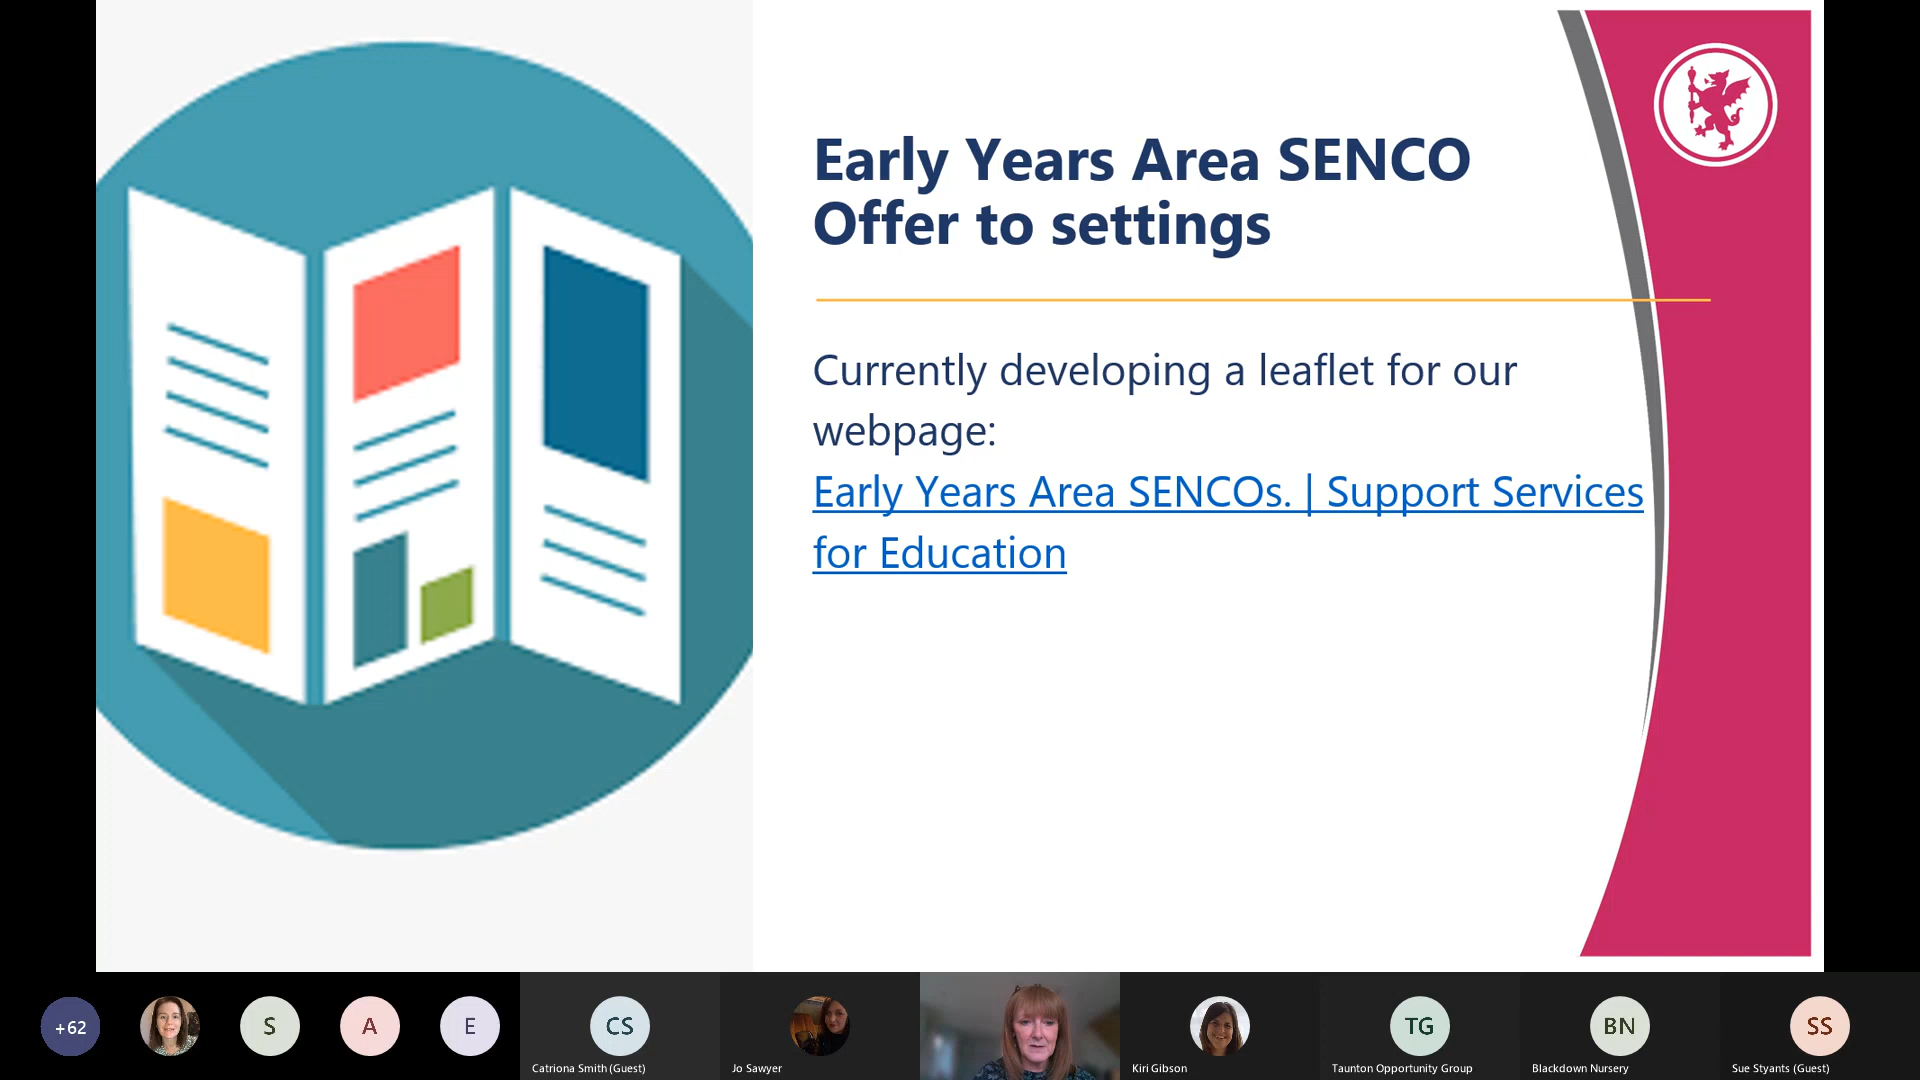 Early Years Area SENCO
Offer to settings
Currently developing a leaflet for our
webpage:
Early Years Area SENCOs. | Support Services
for Education
+62
S
A
E
CS
TG
BN
SS
Catriona Smith (Guest)
Jo Sawyer
Kiri Gibson
Taunton Opportunity Group
Blackdown Nursery
Sue Styants (Guest)